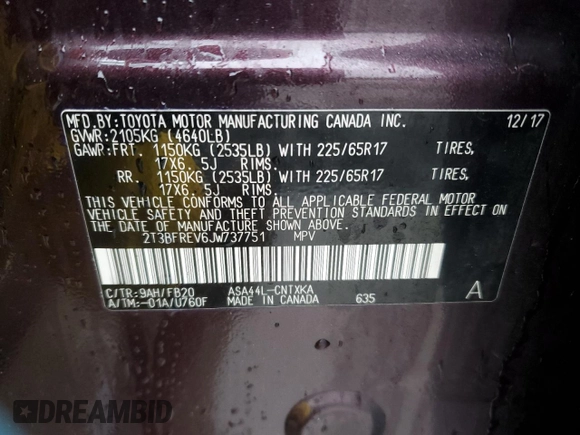 MFD.BY:TOYOTA MOTOR MANUFACTURING CANADA INC. 12/17
GVWR:2105KG (4640LB)
GAWR:FRT. 1150KG (2535LB) WITH 225/65R17 TIRES,
17X6.5J RIMS.
RR. 1150KG (2535LB) WITH 225/65R17 TIRES,
17X6.5J RIMS.
THIS VEHICLE CONFORMS TO ALL APPLICABLE FEDERAL MOTOR
VEHICLE SAFETY AND THEFT PREVENTION STANDARDS IN EFFECT ON
THE DATE OF MANUFACTURE SHOWN ABOVE.
2T3BFREV6JW737751 MPV
C/TR:9AH/FB20 ASA44L-CNTXKA
A/TM:-01A/U760F MADE IN CANADA 635 A
DREAMBID